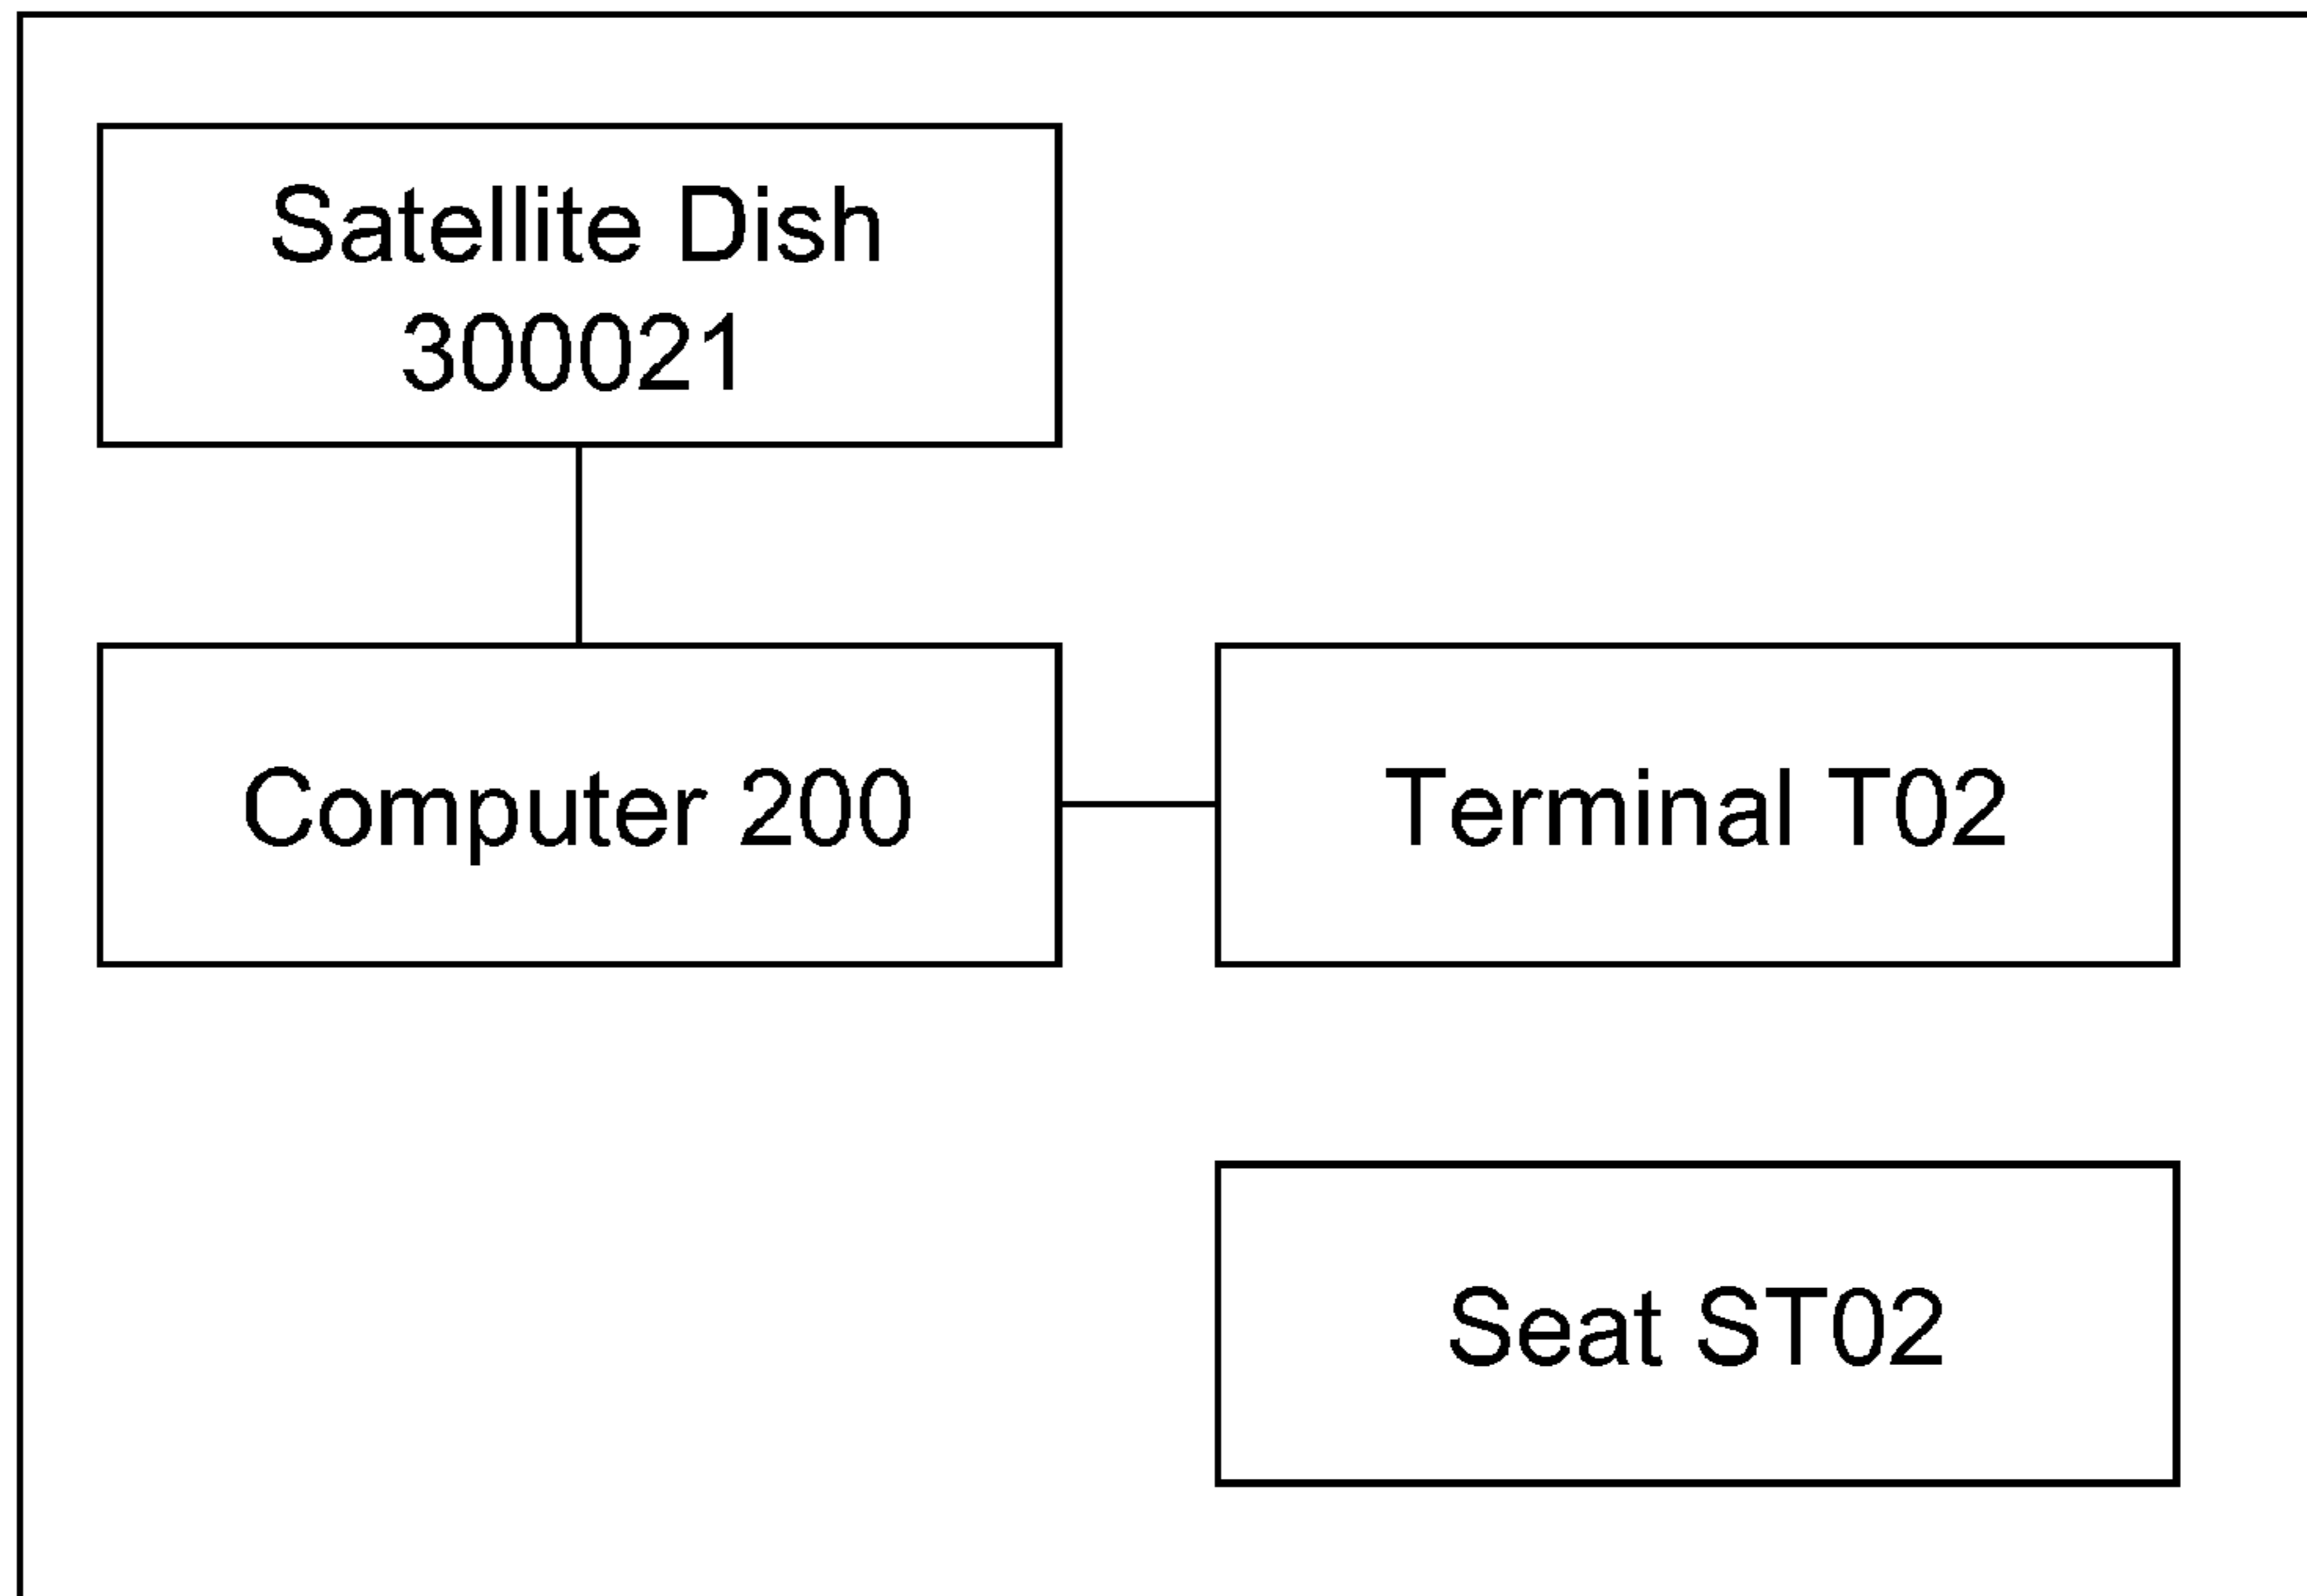 Satellite Dish
300021
Computer 200
Terminal T02
Seat ST02